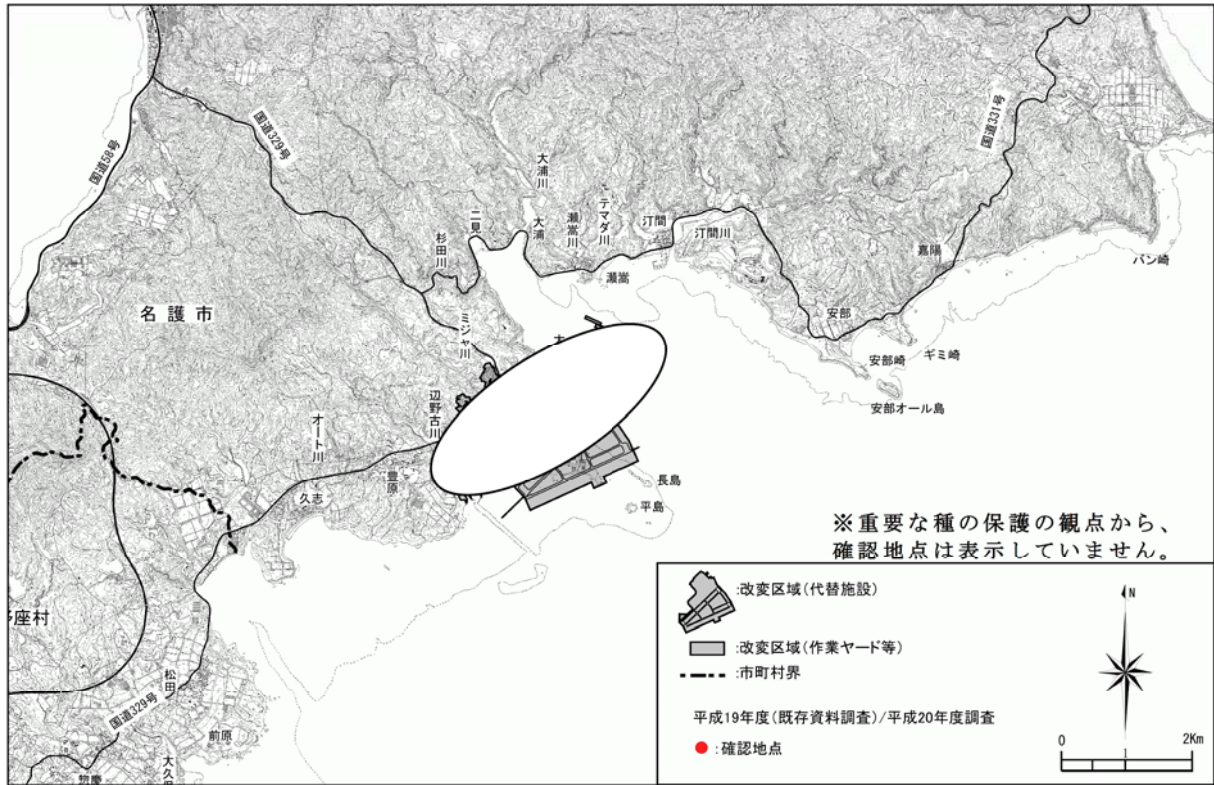 国道58号
国道329号
国道331号
大浦川
テマダ川
瀬嵩川
汀間
二見
大浦
杉田川
汀間川
嘉陽
バン崎
瀬嵩
名護市
ミジャ川
安部
安部崎
ギミ崎
安部オール島
辺野古川
オート川
豊原
久志
長島
平島
※重要な種の保護の観点から、
確認地点は表示していません。
:改変区域(代替施設)
:改変区域(作業ヤード等)
:市町村界
平成19年度(既存資料調査)/平成20年度調査
:確認地点
N
0 1 2Km
座村
松田
国道329号
前原
惣慶